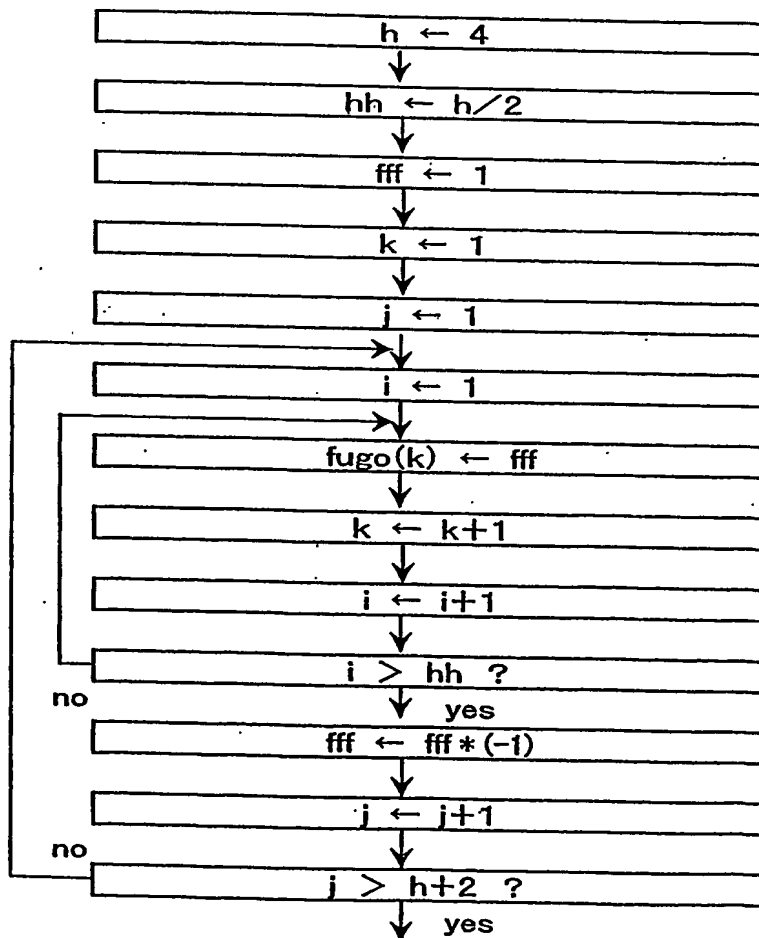 h ← 4
hh ← h/2
fff ← 1
k ← 1
j ← 1
i ← 1
fugo(k) ← fff
k ← k+1
i ← i+1
i > hh ?
no
yes
fff ← fff*(-1)
j ← j+1
no
j > h+2 ?
yes